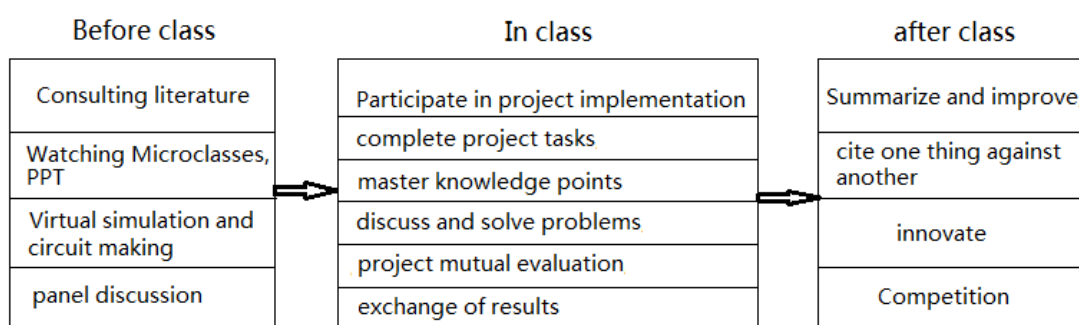 Before class
Consulting literature
Watching Microclasses,
PPT
Virtual simulation and
circuit making
panel discussion
In class
Participate in project implementation
complete project tasks
master knowledge points
discuss and solve problems
project mutual evaluation
exchange of results
after class
Summarize and improve
cite one thing against
another
innovate
Competition